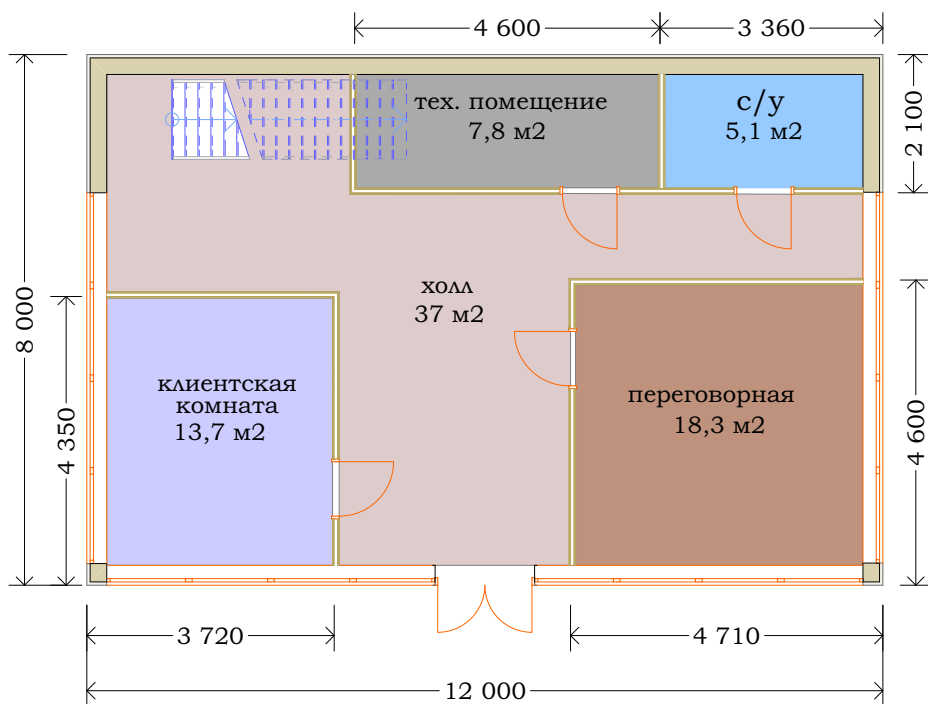 4 600
3 360
тех. помещение
7,8 м2
с/у
5,1 м2
2 100
8 000
холл
37 м2
клиентская
комната
13,7 м2
переговорная
18,3 м2
4 350
4 600
3 720
4 710
12 000